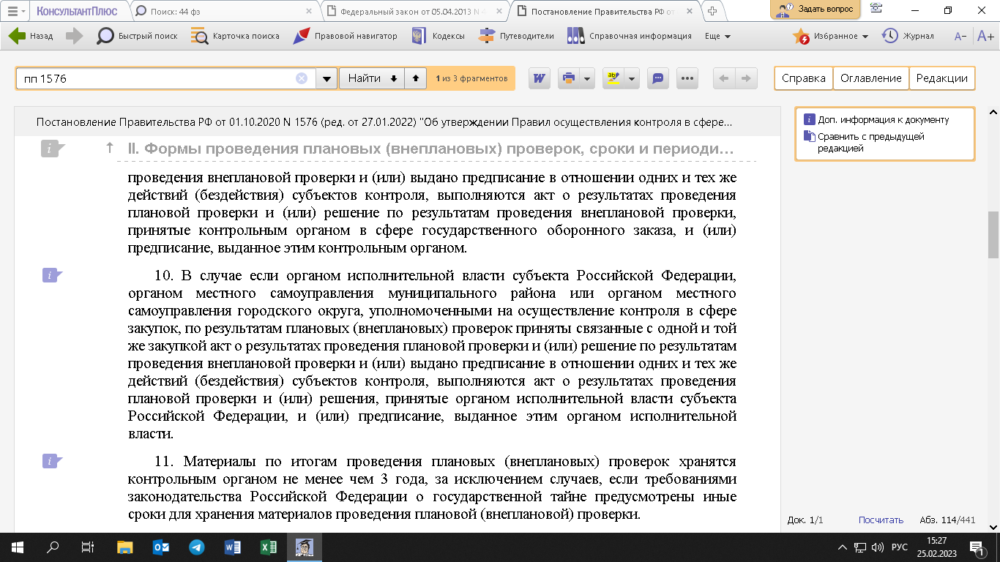 КонсультантПлюс
Поиск: 44 фз
Федеральный закон от 05.04.2013 N 4
Постановление Правительства РФ от
Задать вопрос
Назад
Быстрый поиск
Карточка поиска
Правовой навигатор
Кодексы
Путеводители
Справочная информация
Еще
Избранное
Журнал
A−
A+
пп 1576
Найти
1 из 3 фрагментов
W
ab
Справка
Оглавление
Редакции
Постановление Правительства РФ от 01.10.2020 N 1576 (ред. от 27.01.2022) "Об утверждении Правил осуществления контроля в сфере...
i Доп. информация к документу
Сравнить с предыдущей
редакцией
i
↑ II. Формы проведения плановых (внеплановых) проверок, сроки и периоди...
проведения внеплановой проверки и (или) выдано предписание в отношении одних и тех же
действий (бездействия) субъектов контроля, выполняются акт о результатах проведения
плановой проверки и (или) решение по результатам проведения внеплановой проверки,
принятые контрольным органом в сфере государственного оборонного заказа, и (или)
предписание, выданное этим контрольным органом.
i
10. В случае если органом исполнительной власти субъекта Российской Федерации,
органом местного самоуправления муниципального района или органом местного
самоуправления городского округа, уполномоченными на осуществление контроля в сфере
закупок, по результатам плановых (внеплановых) проверок приняты связанные с одной и той
же закупкой акт о результатах проведения плановой проверки и (или) решение по результатам
проведения внеплановой проверки и (или) выдано предписание в отношении одних и тех же
действий (бездействия) субъектов контроля, выполняются акт о результатах проведения
плановой проверки и (или) решения, принятые органом исполнительной власти субъекта
Российской Федерации, и (или) предписание, выданное этим органом исполнительной
власти.
i
11. Материалы по итогам проведения плановых (внеплановых) проверок хранятся
контрольным органом не менее чем 3 года, за исключением случаев, если требованиями
законодательства Российской Федерации о государственной тайне предусмотрены иные
сроки для хранения материалов проведения плановой (внеплановой) проверки.
Док. 1/1
Посчитать
Абз. 114/441
РУС
15:27
25.02.2023
1